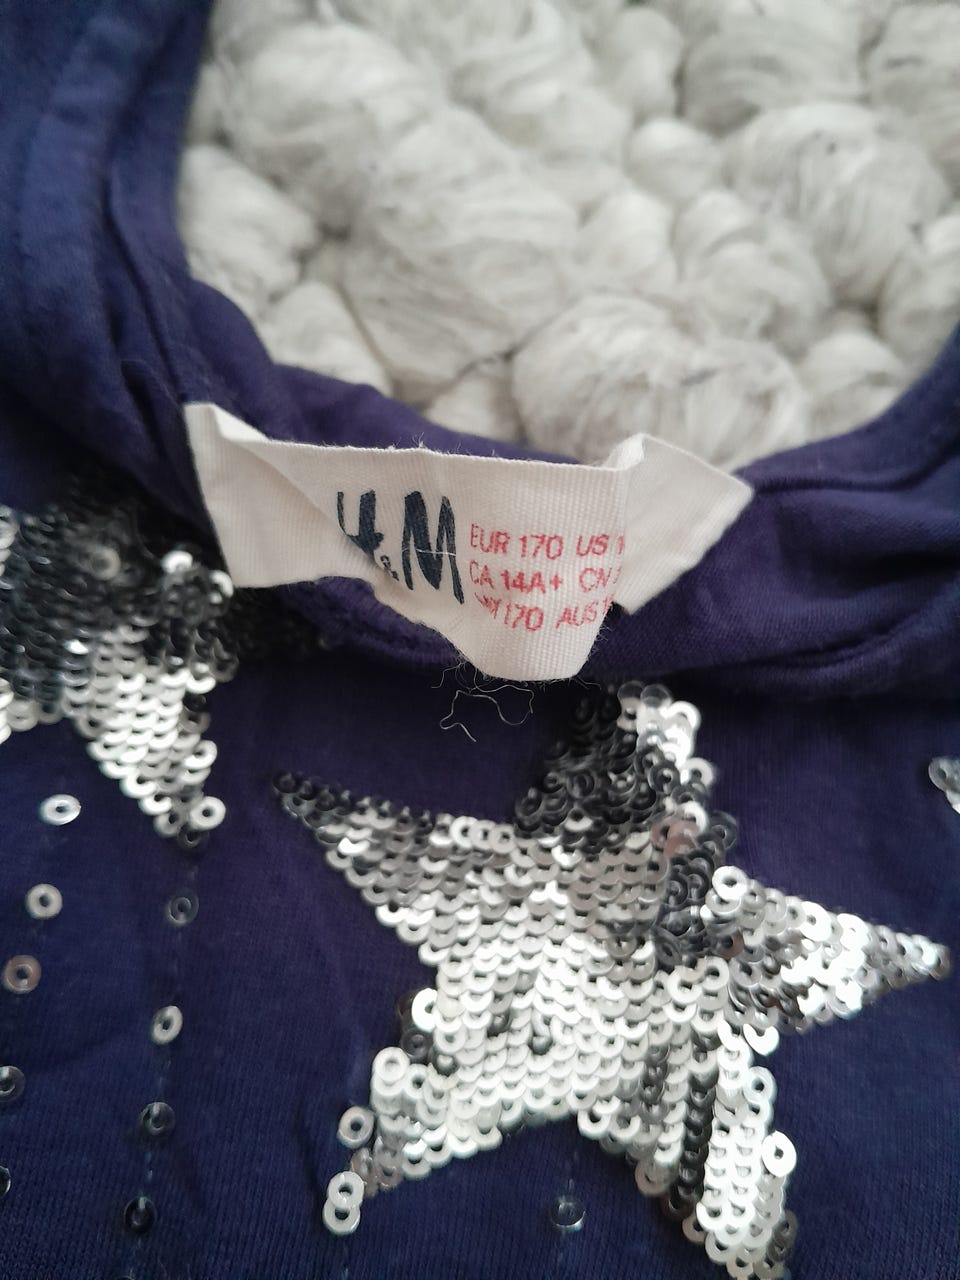 H&M
EUR 170 US
CA 14A+ CN
170 AUS